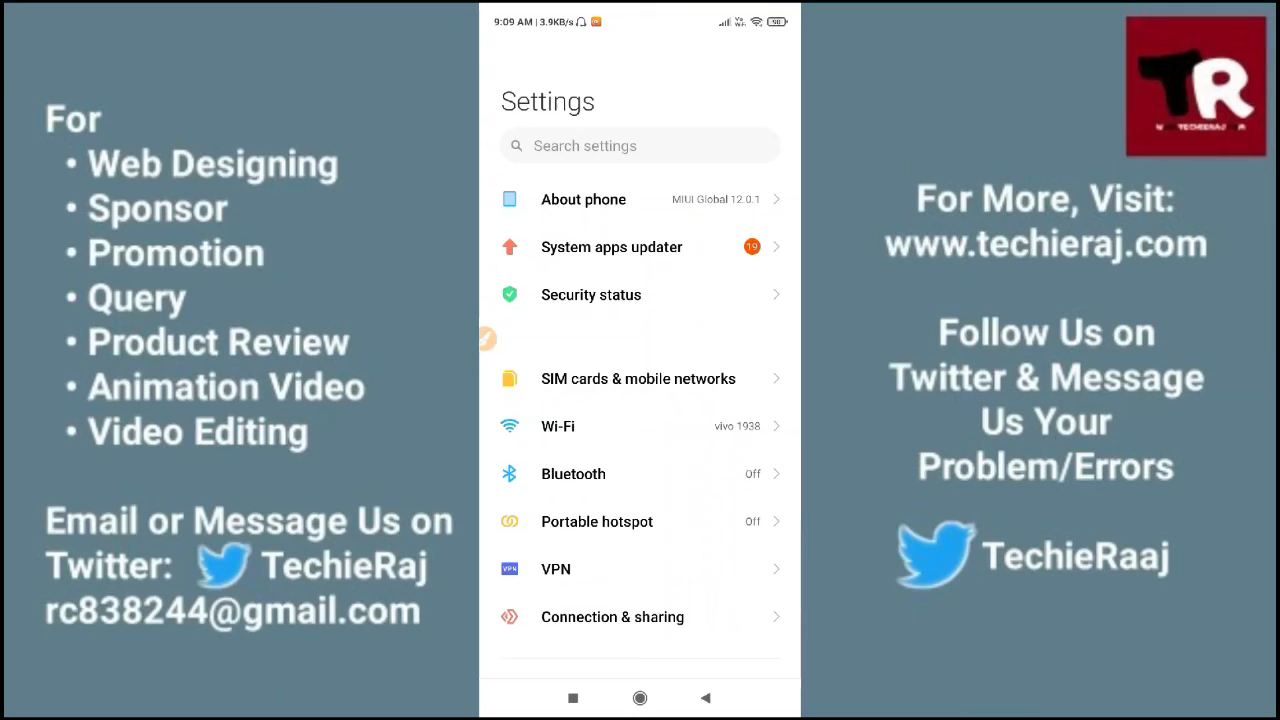 For
• Web Designing
• Sponsor
• Promotion
• Query
• Product Review
• Animation Video
• Video Editing
Email or Message Us on
Twitter: TechieRaj
rc838244@gmail.com
9:09 AM | 3.9KB/s
90
Settings
Search settings
About phone MIUI Global 12.0.1
System apps updater 19
Security status
SIM cards & mobile networks
Wi-Fi vivo 1938
Bluetooth Off
Portable hotspot Off
VPN VPN
Connection & sharing
TR
For More, Visit:
www.techieraj.com
Follow Us on
Twitter & Message
Us Your
Problem/Errors
TechieRaaj